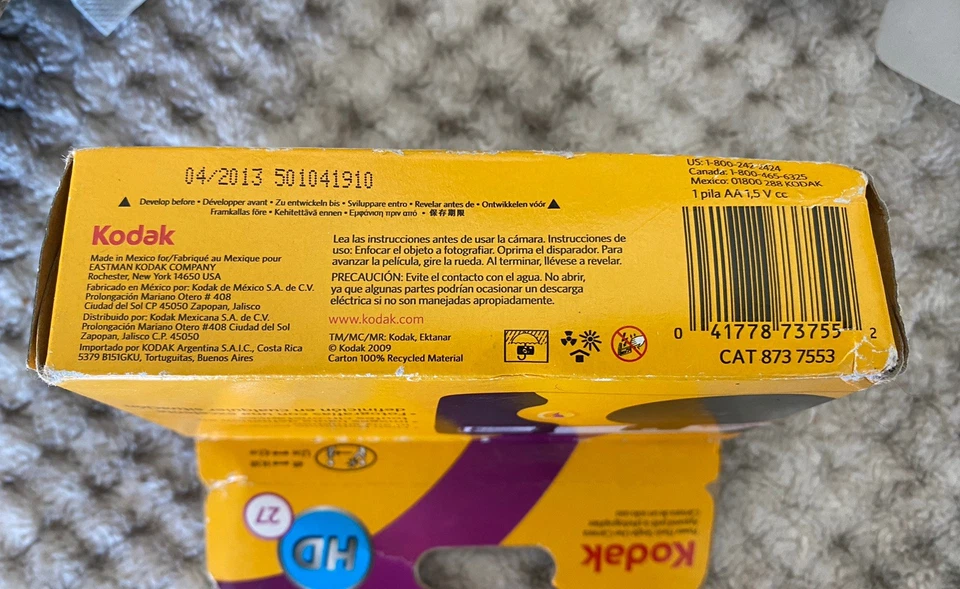 04/2013 501041910
▲ Develop before • Développer avant • Zu entwickeln bis • Sviluppare entro • Revelar antes de • Ontwikkelen vóór ▲
Framkallas före • Kehitettävä ennen • Εμφάνιση πριν από • 保存期限
Kodak
Made in Mexico for/Fabriqué au Mexique pour
EASTMAN KODAK COMPANY
Rochester, New York 14650 USA
Fabricado en México por: Kodak de México S.A. de C.V.
Prolongación Mariano Otero # 408
Ciudad del Sol CP 45050 Zapopan, Jalisco
Distribuido por: Kodak Mexicana S.A. de C.V.
Prolongación Mariano Otero #408 Ciudad del Sol
Zapopan, Jalisco C.P. 45050
Importado por KODAK Argentina S.A.I.C., Costa Rica
5379 B151GKU, Tortuguitas, Buenos Aires
Lea las instrucciones antes de usar la cámara. Instrucciones de
uso: Enfocar el objeto a fotografiar. Oprima el disparador. Para
avanzar la película, gire la rueda. Al terminar, llévese a revelar.
PRECAUCIÓN: Evite el contacto con el agua. No abrir,
ya que algunas partes podrían ocasionar un descarga
eléctrica si no son manejadas apropiadamente.
www.kodak.com
TM/MC/MR: Kodak, Ektanar
© Kodak 2009
Carton 100% Recycled Material
US: 1-800-242-2424
Canada: 1-800-465-6325
Mexico: 01800 288 KODAK
1 pila AA 1,5 V cc
0 41778 73755 2
CAT 873 7553
definición en cualquier
27
HD
Kodak